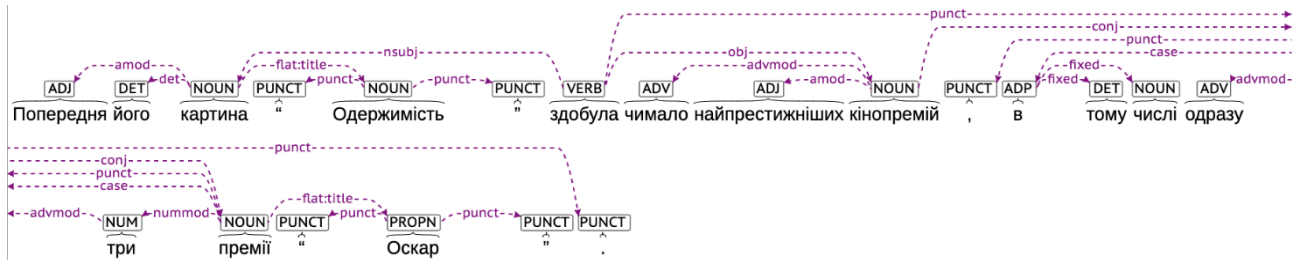 punct
conj
punct
case
nsubj
amod det flat:title punct punct obj advmod amod fixed fixed advmod
ADJ DET NOUN PUNCT NOUN PUNCT VERB ADV ADJ NOUN PUNCT ADP DET NOUN ADV
Попередня його картина “ Одержимість ” здобула чимало найпрестижніших кінопремій , в тому числі одразу
punct
conj
punct
case
flat:title
advmod nummod punct punct
NUM NOUN PUNCT PROPN PUNCT PUNCT
три премії “ Оскар ” .